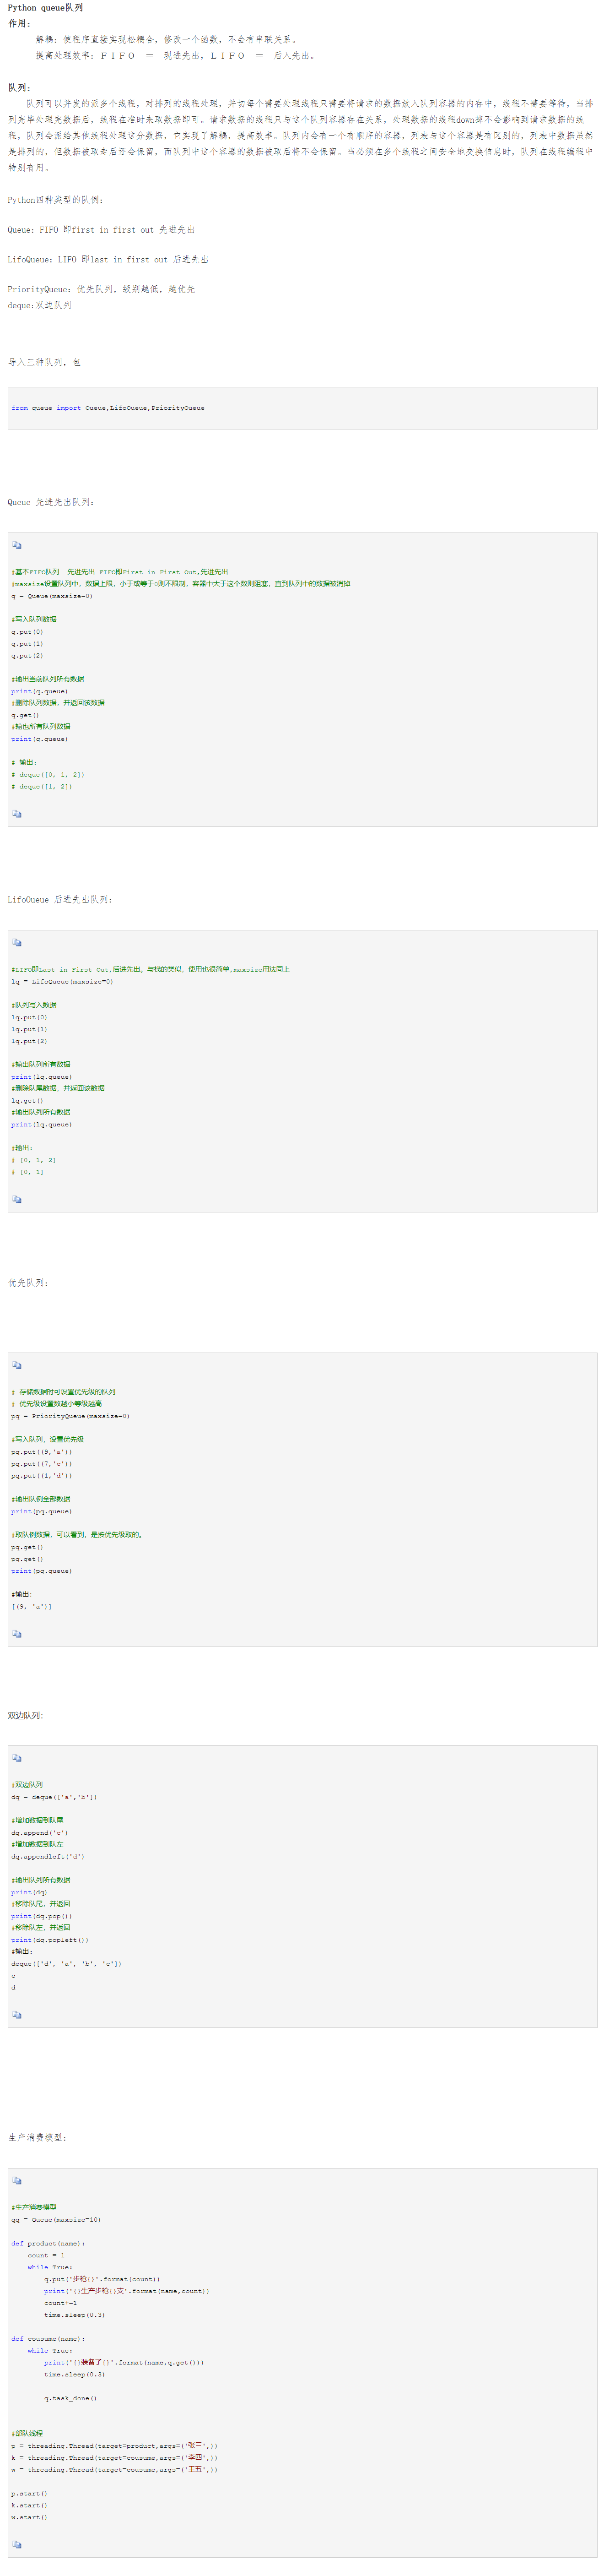 Python queue队列
作用：
解耦：使程序直接实现松耦合，修改一个函数，不会有串联关系。
提高处理效率：ＦＩＦＯ　＝　现进先出，ＬＩＦＯ　＝　后入先出。
队列：
队列可以并发的派多个线程，对排列的线程处理，并切每个需要处理线程只需要将请求的数据放入队列容器的内存中，线程不需要等待，当排
列完毕处理完数据后，线程在准时来取数据即可。请求数据的线程只与这个队列容器存在关系，处理数据的线程down掉不会影响到请求数据的线
程，队列会派给其他线程处理这分数据，它实现了解耦，提高效率。队列内会有一个有顺序的容器，列表与这个容器是有区别的，列表中数据虽然
是排列的，但数据被取走后还会保留，而队列中这个容器的数据被取后将不会保留。当必须在多个线程之间安全地交换信息时，队列在线程编程中
特别有用。
Python四种类型的队例：
Queue：FIFO 即first in first out 先进先出
LifoQueue：LIFO 即last in first out 后进先出
PriorityQueue：优先队列，级别越低，越优先
deque:双边队列
导入三种队列，包
from queue import Queue,LifoQueue,PriorityQueue
Queue 先进先出队列：
#基本FIFO队列  先进先出 FIFO即First in First Out,先进先出
#maxsize设置队列中，数据上限，小于或等于0则不限制，容器中大于这个数则阻塞，直到队列中的数据被消掉
q = Queue(maxsize=0)
#写入队列数据
q.put(0)
q.put(1)
q.put(2)
#输出当前队列所有数据
print(q.queue)
#删除队列数据，并返回该数据
q.get()
#输也所有队列数据
print(q.queue)
# 输出：
# deque([0, 1, 2])
# deque([1, 2])
LifoOueue 后进先出队列：
#LIFO即Last in First Out,后进先出。与栈的类似，使用也很简单,maxsize用法同上
lq = LifoQueue(maxsize=0)
#队列写入数据
lq.put(0)
lq.put(1)
lq.put(2)
#输出队列所有数据
print(lq.queue)
#删除队尾数据，并返回该数据
lq.get()
#输出队列所有数据
print(lq.queue)
#输出：
# [0, 1, 2]
# [0, 1]
优先队列：
# 存储数据时可设置优先级的队列
# 优先级设置数越小等级越高
pq = PriorityQueue(maxsize=0)
#写入队列，设置优先级
pq.put((9,'a'))
pq.put((7,'c'))
pq.put((1,'d'))
#输出队例全部数据
print(pq.queue)
#取队例数据，可以看到，是按优先级取的。
pq.get()
pq.get()
print(pq.queue)
#输出：
[(9, 'a')]
双边队列：
#双边队列
dq = deque(['a','b'])
#增加数据到队尾
dq.append('c')
#增加数据到队左
dq.appendleft('d')
#输出队列所有数据
print(dq)
#移除队尾，并返回
print(dq.pop())
#移除队左，并返回
print(dq.popleft())
#输出：
deque(['d', 'a', 'b', 'c'])
c
d
生产消费模型：
#生产消费模型
qq = Queue(maxsize=10)
def product(name):
count = 1
while True:
q.put('步枪{}'.format(count))
print('{}生产步枪{}支'.format(name,count))
count+=1
time.sleep(0.3)
def cousume(name):
while True:
print('{}装备了{}'.format(name,q.get()))
time.sleep(0.3)
q.task_done()
#部队线程
p = threading.Thread(target=product,args=('张三',))
k = threading.Thread(target=cousume,args=('李四',))
w = threading.Thread(target=cousume,args=('王五',))
p.start()
k.start()
w.start()